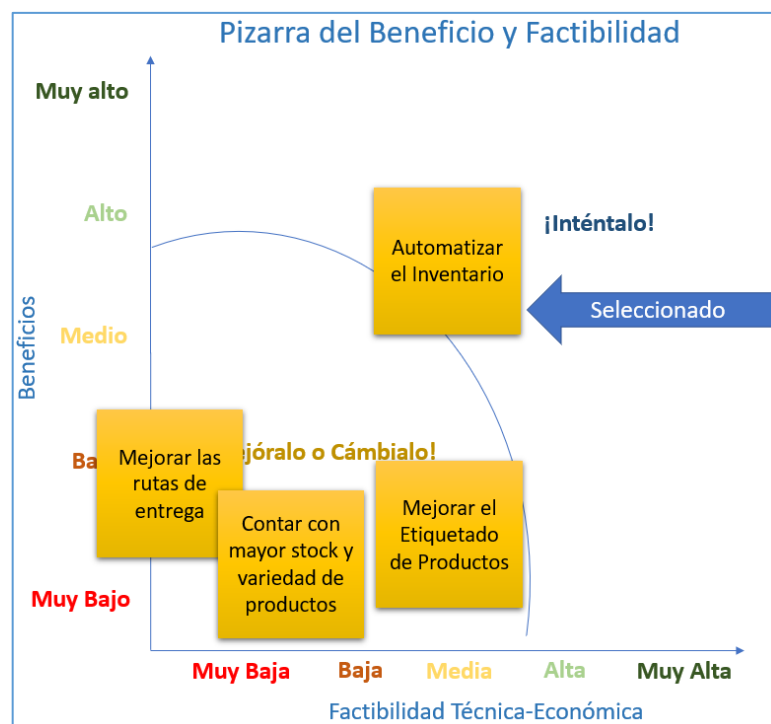 Pizarra del Beneficio y Factibilidad
Muy alto
Alto
¡Inténtalo!
Automatizar
el Inventario
Seleccionado
Medio
Beneficios
o Cámbialo!
Mejorar las
rutas de
entrega
Contar con
mayor stock y
variedad de
productos
Mejorar el
Etiquetado
de Productos
Muy Bajo
Muy Baja
Baja
Media
Alta
Muy Alta
Factibilidad Técnica-Económica